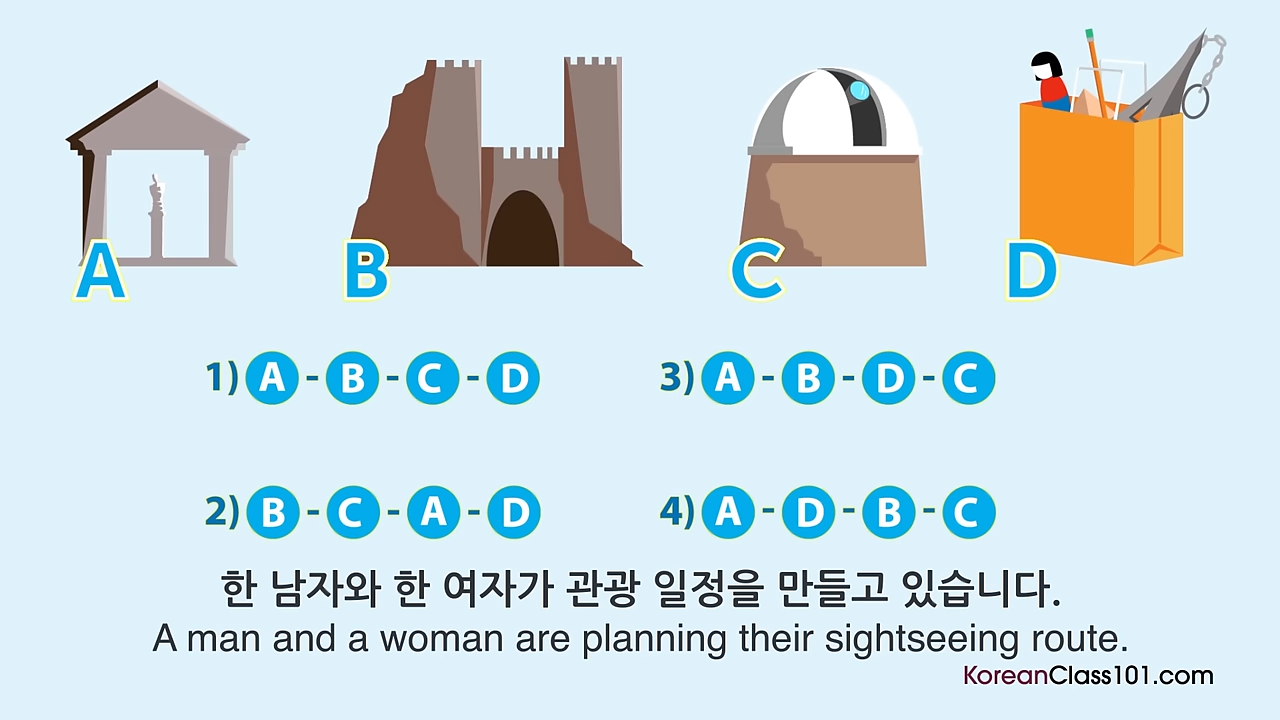 A B C D
1) A - B - C - D
3) A - B - D - C
2) B - C - A - D
4) A - D - B - C
한 남자와 한 여자가 관광 일정을 만들고 있습니다.
A man and a woman are planning their sightseeing route.
KoreanClass101.com